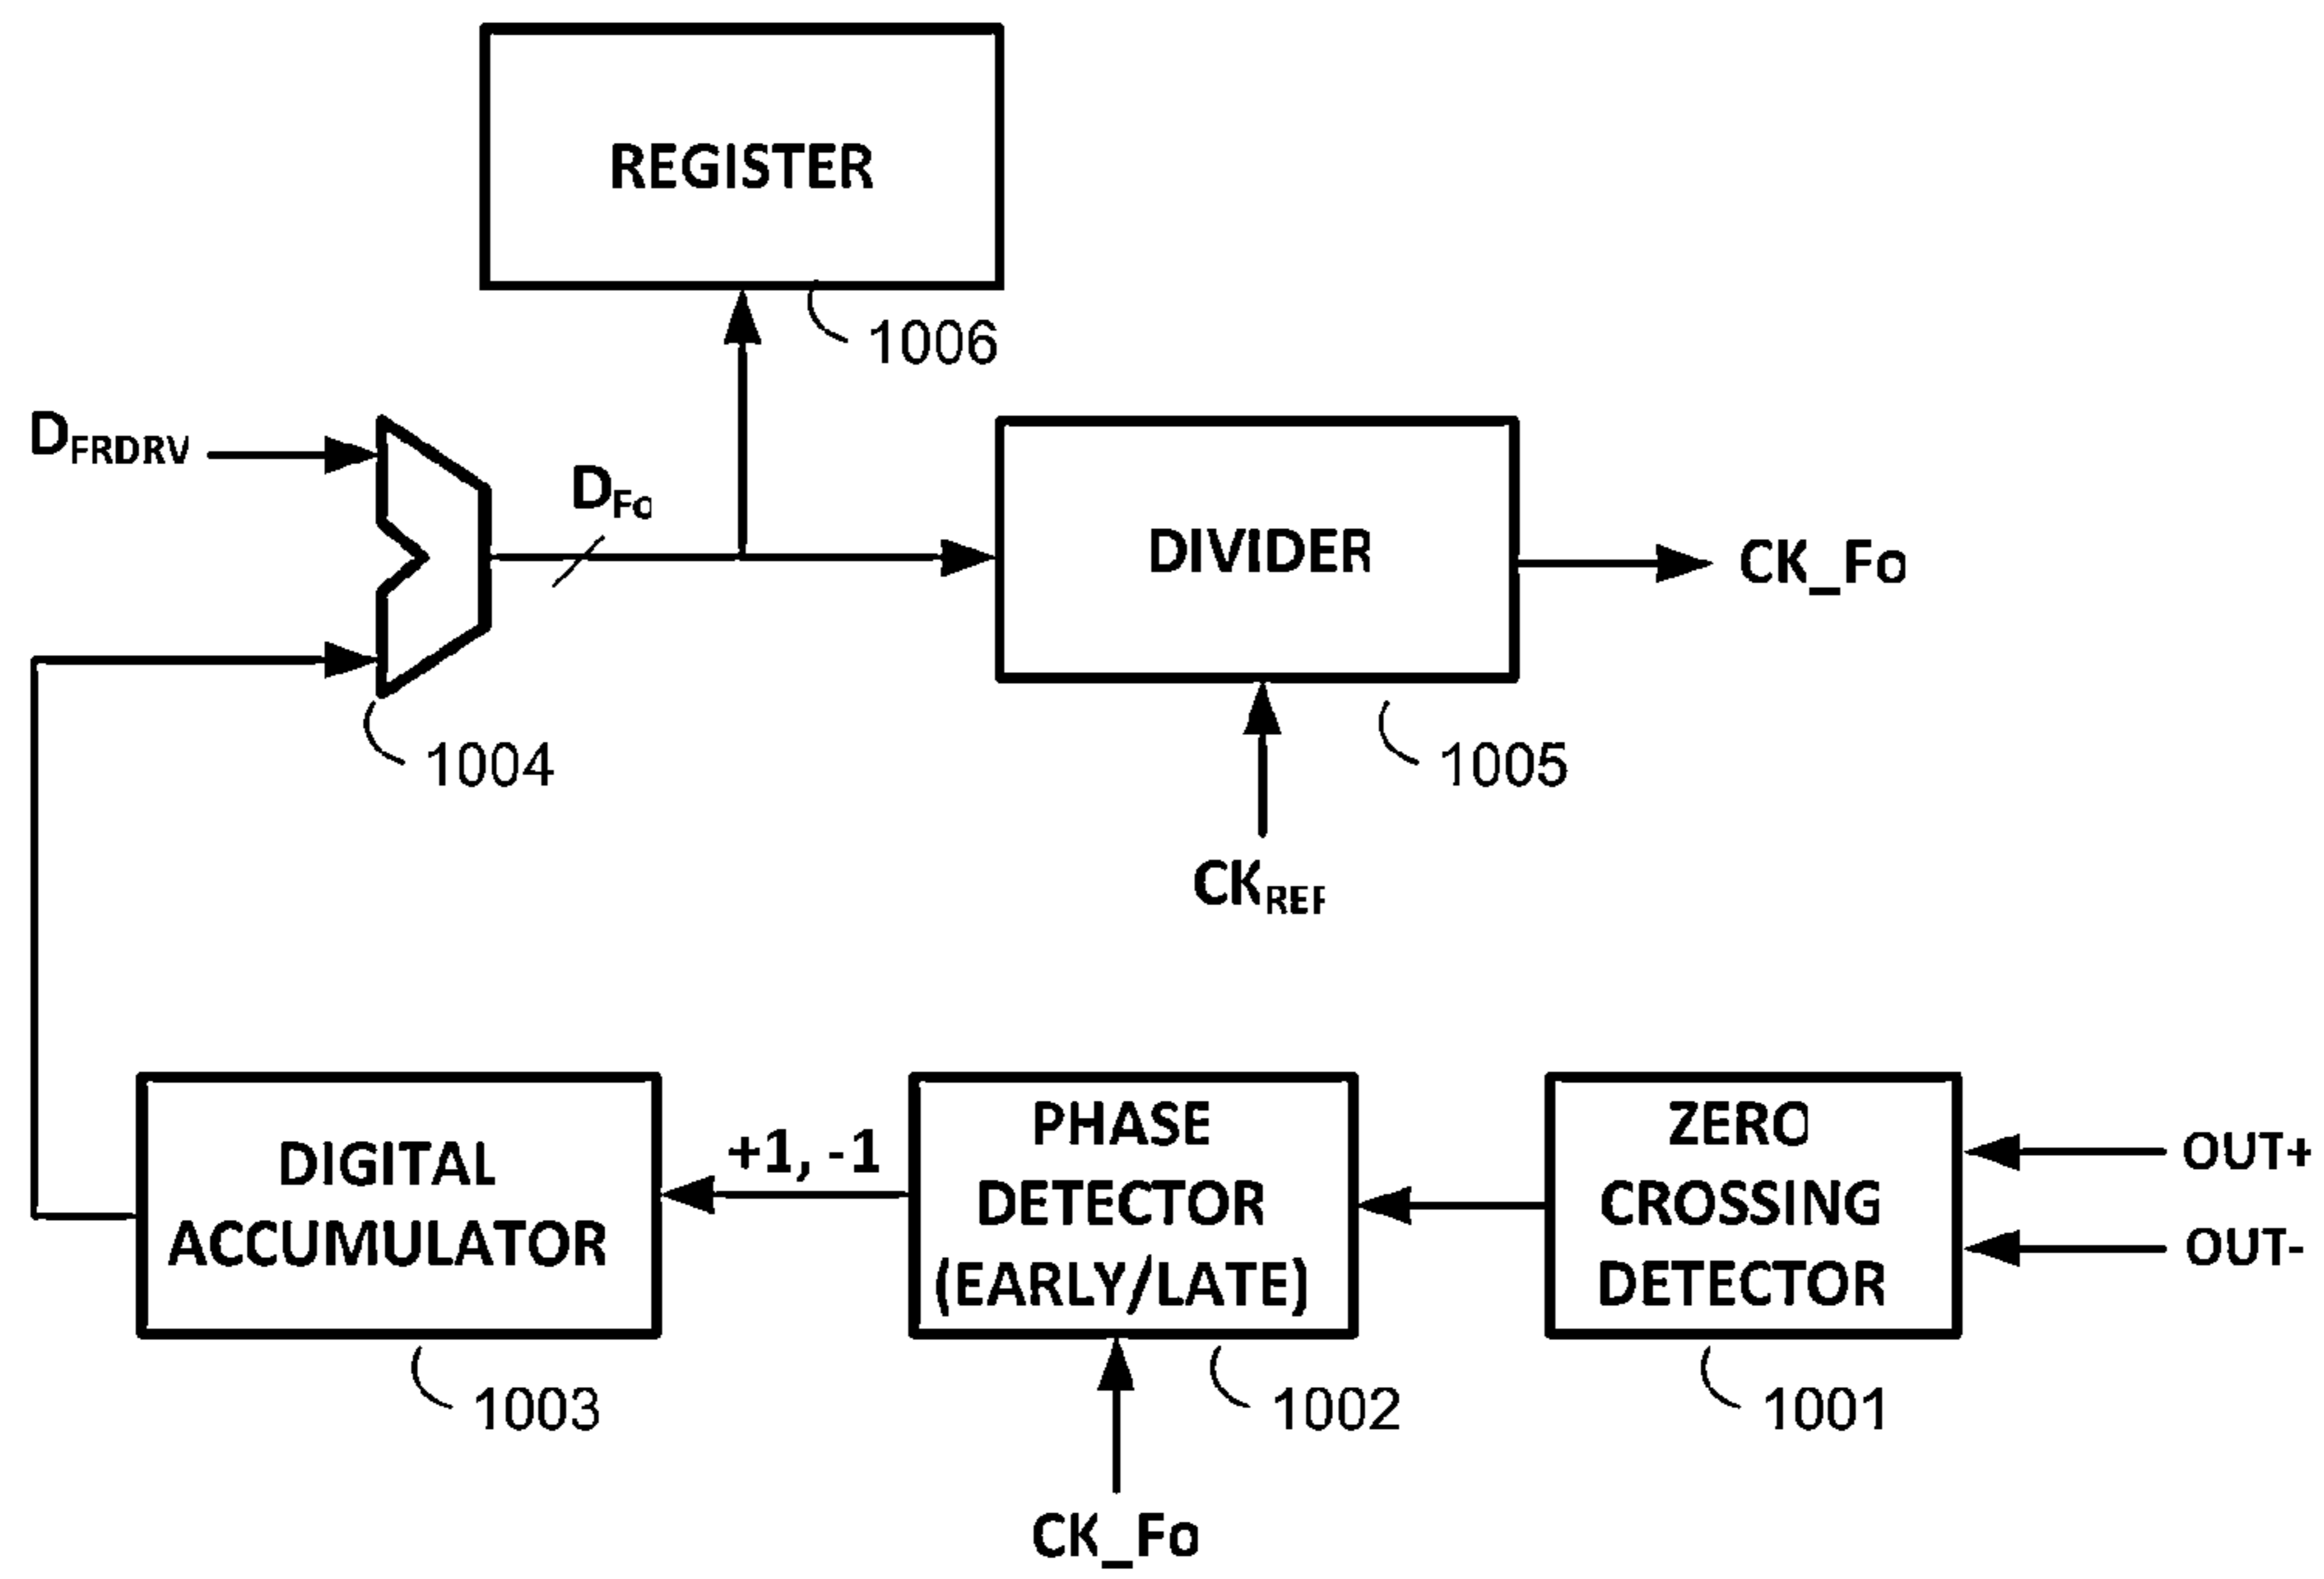 REGISTER
1006
DFRDRV
DFo
DIVIDER
CK_Fo
1004
1005
CKREF
DIGITAL
ACCUMULATOR
+1, -1
PHASE
DETECTOR
(EARLY/LATE)
ZERO
CROSSING
DETECTOR
OUT+
OUT-
1003
1002
1001
CK_Fo